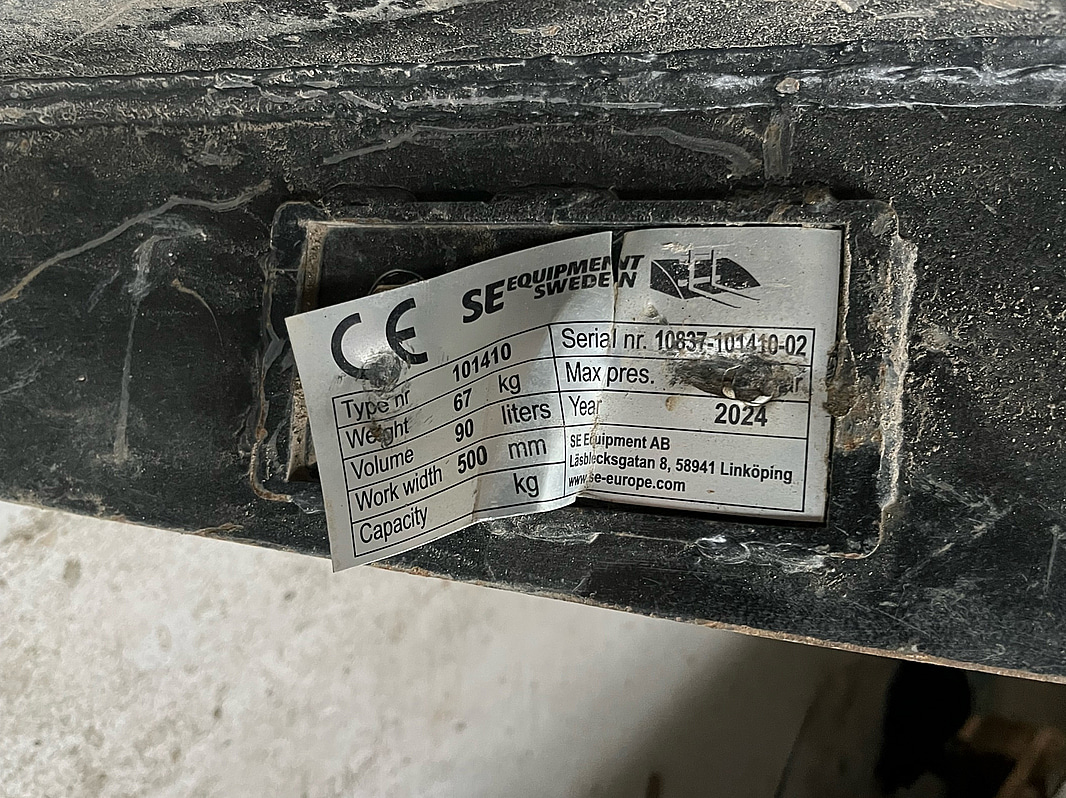 CE SE EQUIPMENT
SWEDEN
Type nr 101410
Weight 67 kg
Volume 90 liters
Work width 500 mm
Capacity kg
Serial nr. 10837-101410-02
Max pres.
Year 2024
SE Equipment AB
Läsblecksgatan 8, 58941 Linköping
www.se-europe.com